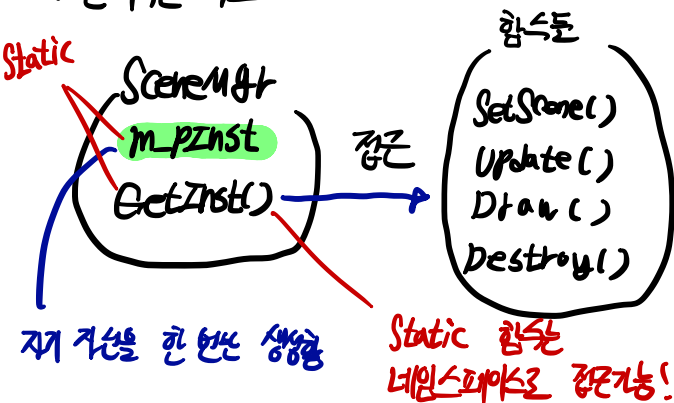 Static
SceneMgr
m_pInst
GetInst()
접근
함수들
SetScene()
Update()
Draw()
Destroy()
자기 자신을 한 번만 생성함
Static 함수는
네임스페이스로 접근가능!